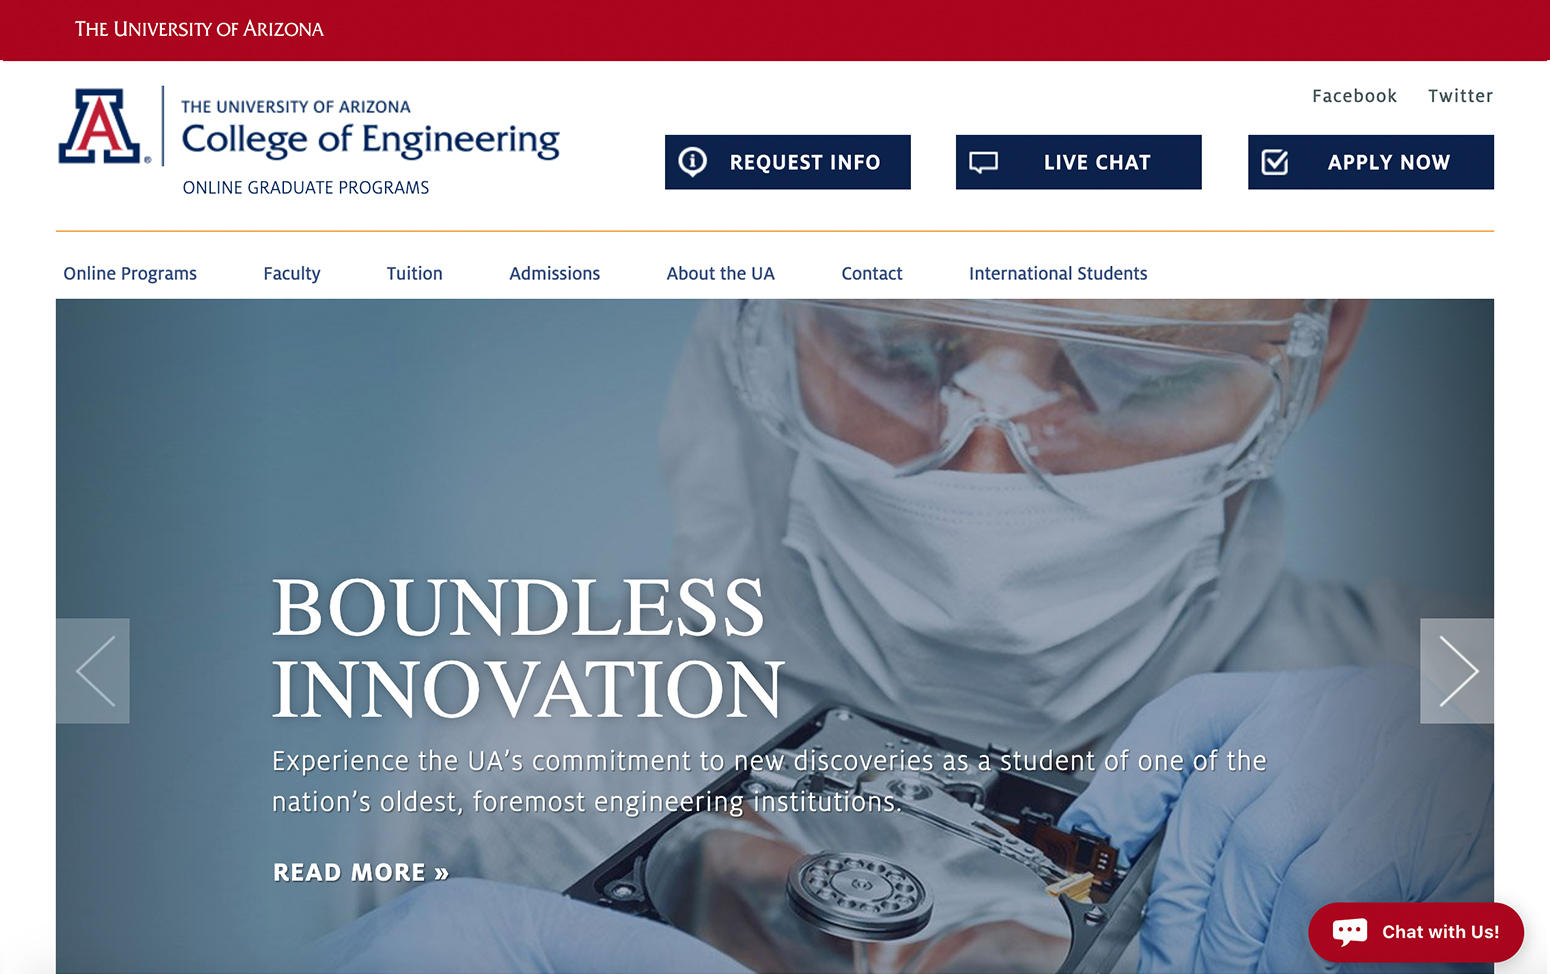 THE UNIVERSITY OF ARIZONA
A
®
THE UNIVERSITY OF ARIZONA
College of Engineering
ONLINE GRADUATE PROGRAMS
Facebook Twitter
REQUEST INFO LIVE CHAT APPLY NOW
Online Programs Faculty Tuition Admissions About the UA Contact International Students
BOUNDLESS
INNOVATION
Experience the UA’s commitment to new discoveries as a student of one of the
nation’s oldest, foremost engineering institutions.
READ MORE »
Chat with Us!